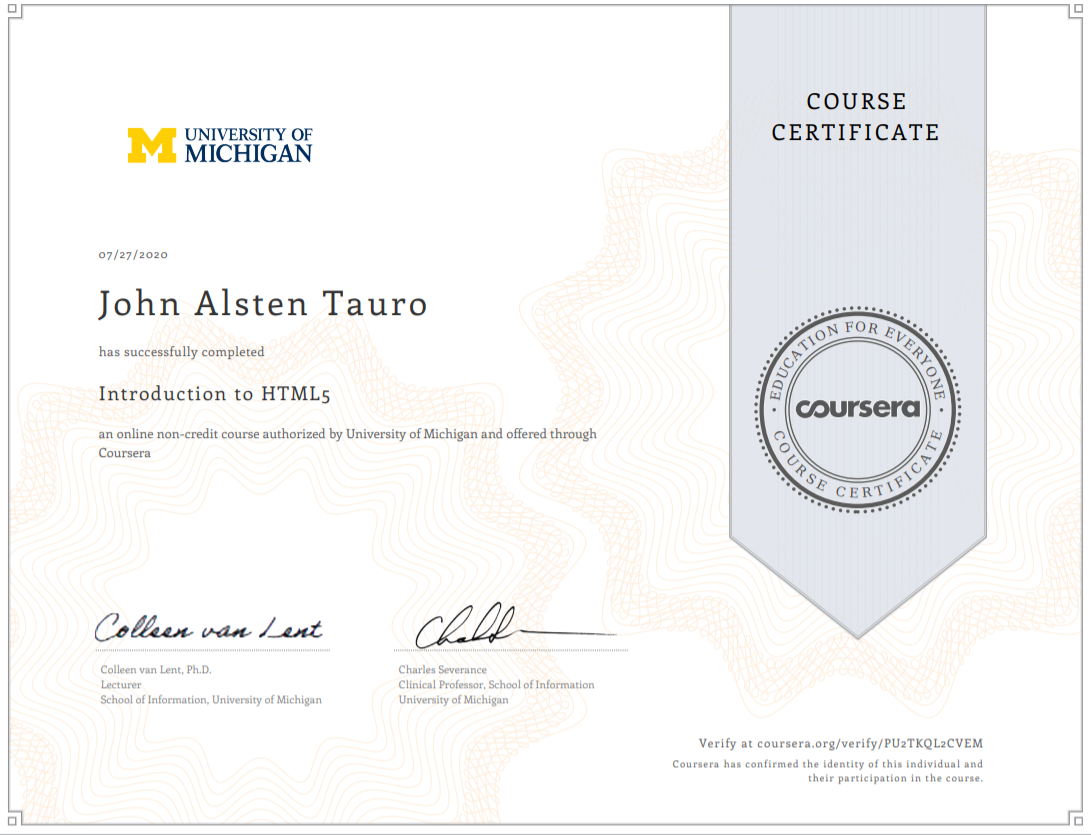 COURSE
CERTIFICATE
M UNIVERSITY OF
MICHIGAN
07/27/2020
John Alsten Tauro
has successfully completed
Introduction to HTML5
an online non-credit course authorized by University of Michigan and offered through
Coursera
EDUCATION FOR EVERYONE
coursera
COURSE CERTIFICATE
Colleen van Lent
Colleen van Lent, Ph.D.
Lecturer
School of Information, University of Michigan
Charles Severance
Clinical Professor, School of Information
University of Michigan
Verify at coursera.org/verify/PU2TKQL2CVEM
Coursera has confirmed the identity of this individual and
their participation in the course.